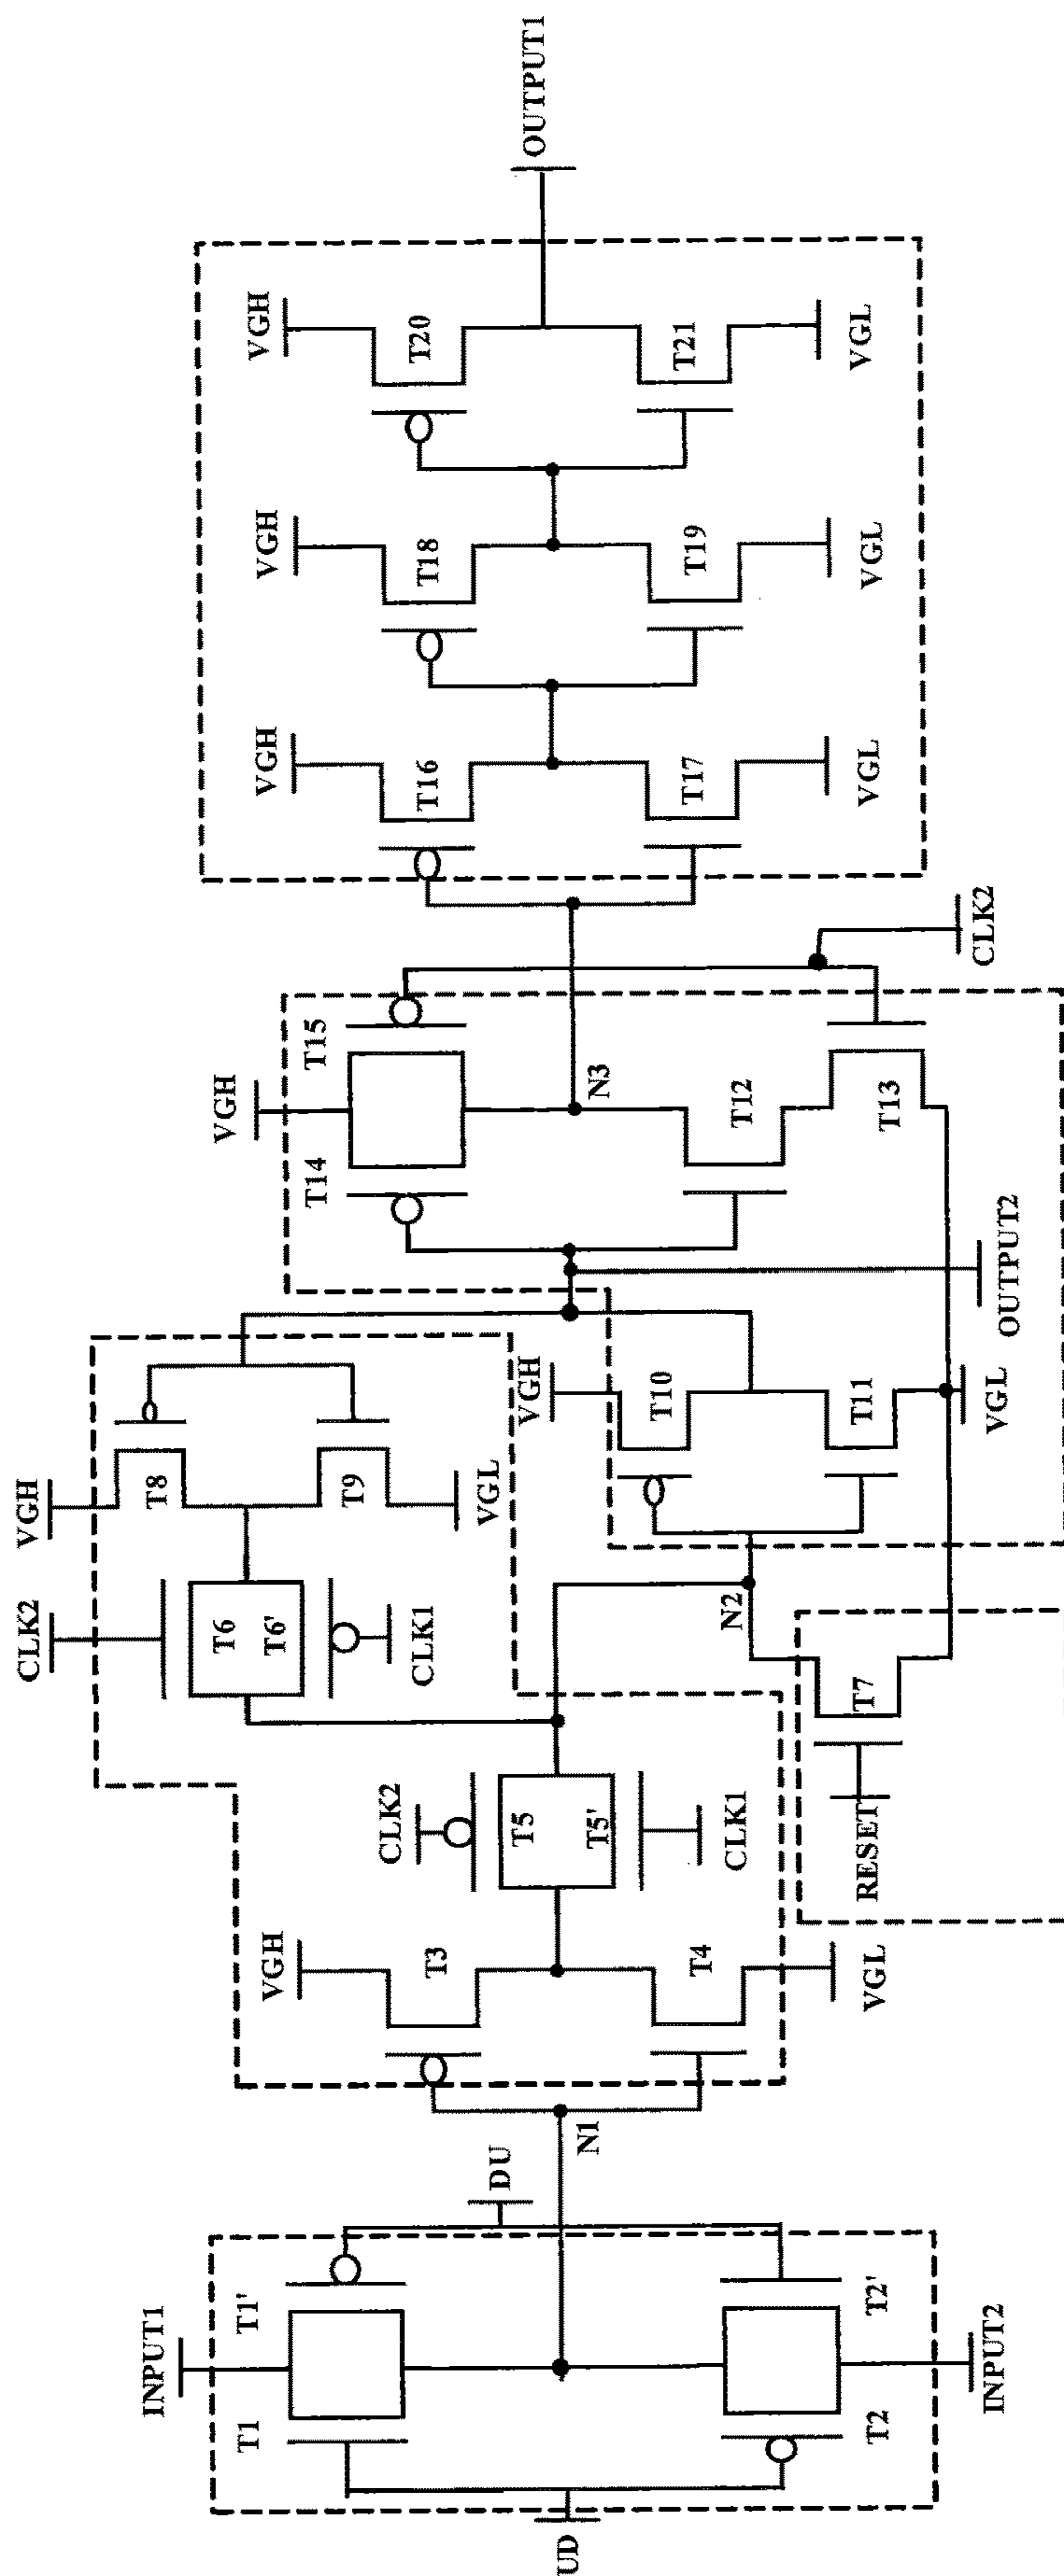 UD
INPUT1
T1
T1'
T2
T2'
INPUT2
DU
N1
VGH
T3
T4
VGL
CLK2
T5
T5'
CLK1
CLK2
T6
T6'
CLK1
VGH
T8
T9
VGL
RESET
T7
N2
VGH
T10
T11
VGL
OUTPUT2
VGH
T14
T15
N3
T12
T13
CLK2
VGH
T16
T17
VGL
VGH
T18
T19
VGL
VGH
T20
T21
VGL
OUTPUT1